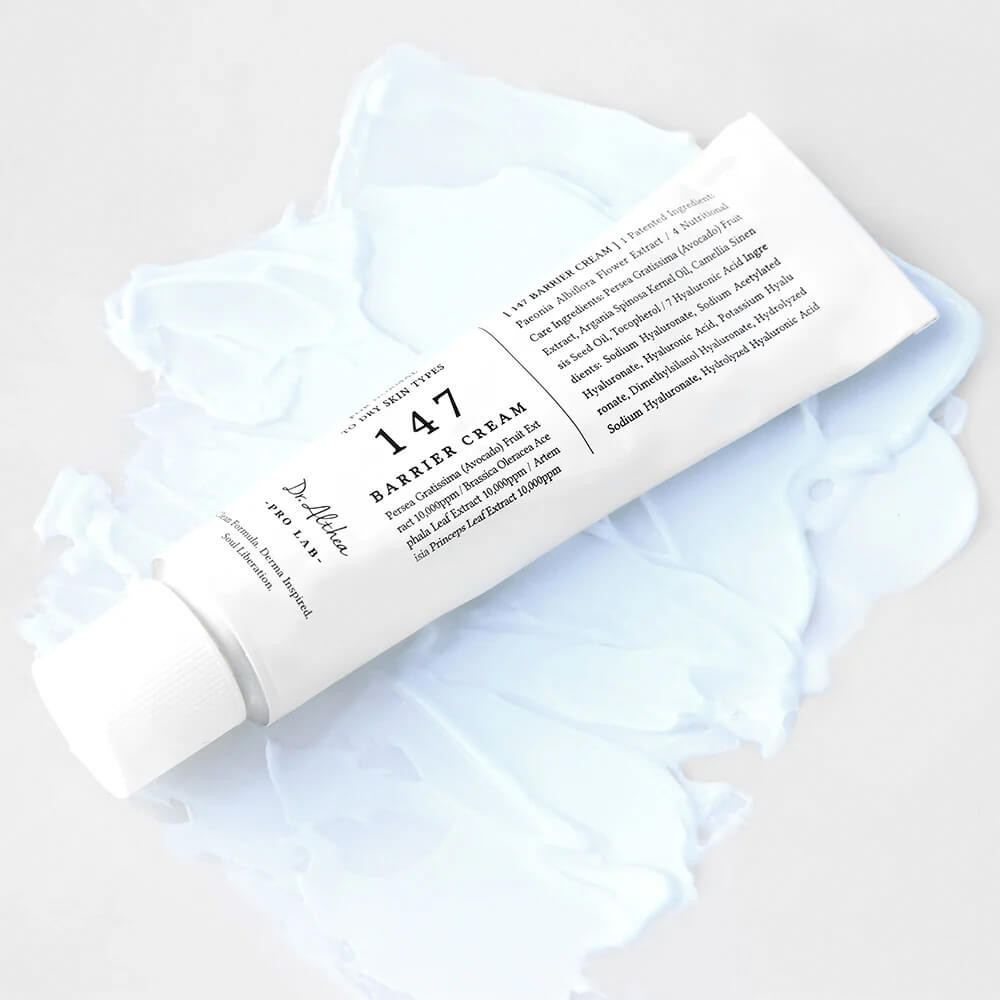 Dr. Althea
-PRO LAB-
Clean Formula. Derma Inspired.
Soul Liberation.
FOR NORMAL
TO DRY SKIN TYPES
147
BARRIER CREAM
Persea Gratissima (Avocado) Fruit Ext
ract 10,000ppm / Brassica Oleracea Ace
phala Leaf Extract 10,000ppm / Artem
isia Princeps Leaf Extract 10,000ppm
[ 147 BARRIER CREAM ] 1 Patented Ingredient:
Paeonia Albiflora Flower Extract / 4 Nutritional
Care Ingredients: Persea Gratissima (Avocado) Fruit
Extract, Argania Spinosa Kernel Oil, Camellia Sinen
sis Seed Oil, Tocopherol / 7 Hyaluronic Acid Ingre
dients: Sodium Hyaluronate, Sodium Acetylated
Hyaluronate, Hyaluronic Acid, Potassium Hyalu
ronate, Dimethylsilanol Hyaluronate, Hydrolyzed
Sodium Hyaluronate, Hydrolyzed Hyaluronic Acid